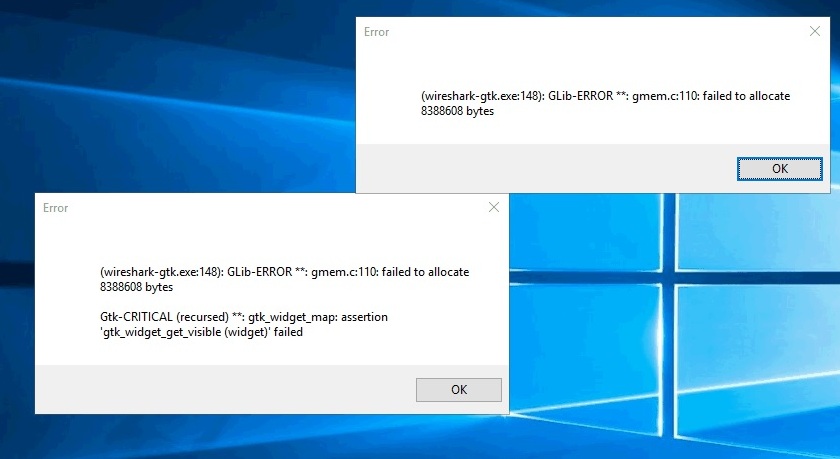 Error
(wireshark-gtk.exe:148): GLib-ERROR **: gmem.c:110: failed to allocate
8388608 bytes
OK
Error
(wireshark-gtk.exe:148): GLib-ERROR **: gmem.c:110: failed to allocate
8388608 bytes
Gtk-CRITICAL (recursed) **: gtk_widget_map: assertion
'gtk_widget_get_visible (widget)' failed
OK